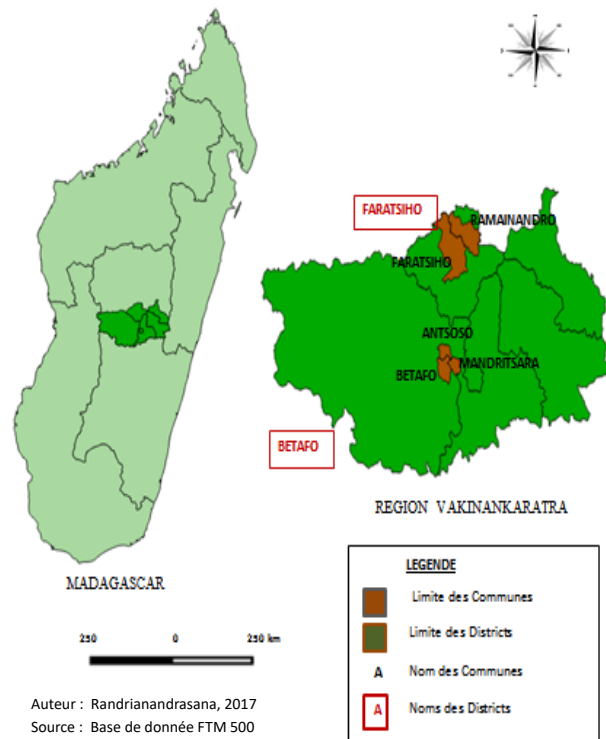 FARATSIHO
RAMAINANDRO
FARATSIHO
ANTSOSO
MANDRITSARA
BETAFO
BETAFO
REGION VAKINANKARATRA
MADAGASCAR
250 0 250 km
LEGENDE
Limite des Communes
Limite des Districts
A Nom des Communes
A Noms des Districts
Auteur : Randrianandrasana, 2017
Source : Base de donnée FTM 500